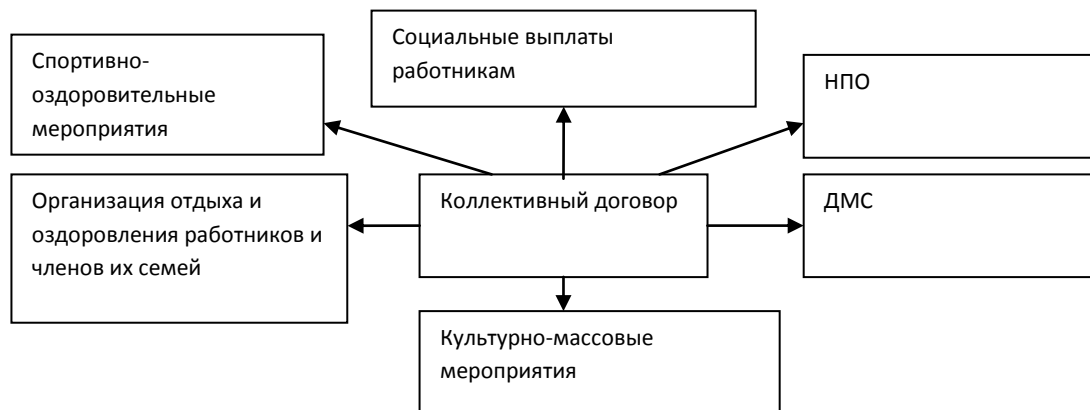 Спортивно-
оздоровительные
мероприятия
Социальные выплаты
работникам
НПО
Организация отдыха и
оздоровления работников и
членов их семей
Коллективный договор
ДМС
Культурно-массовые
мероприятия